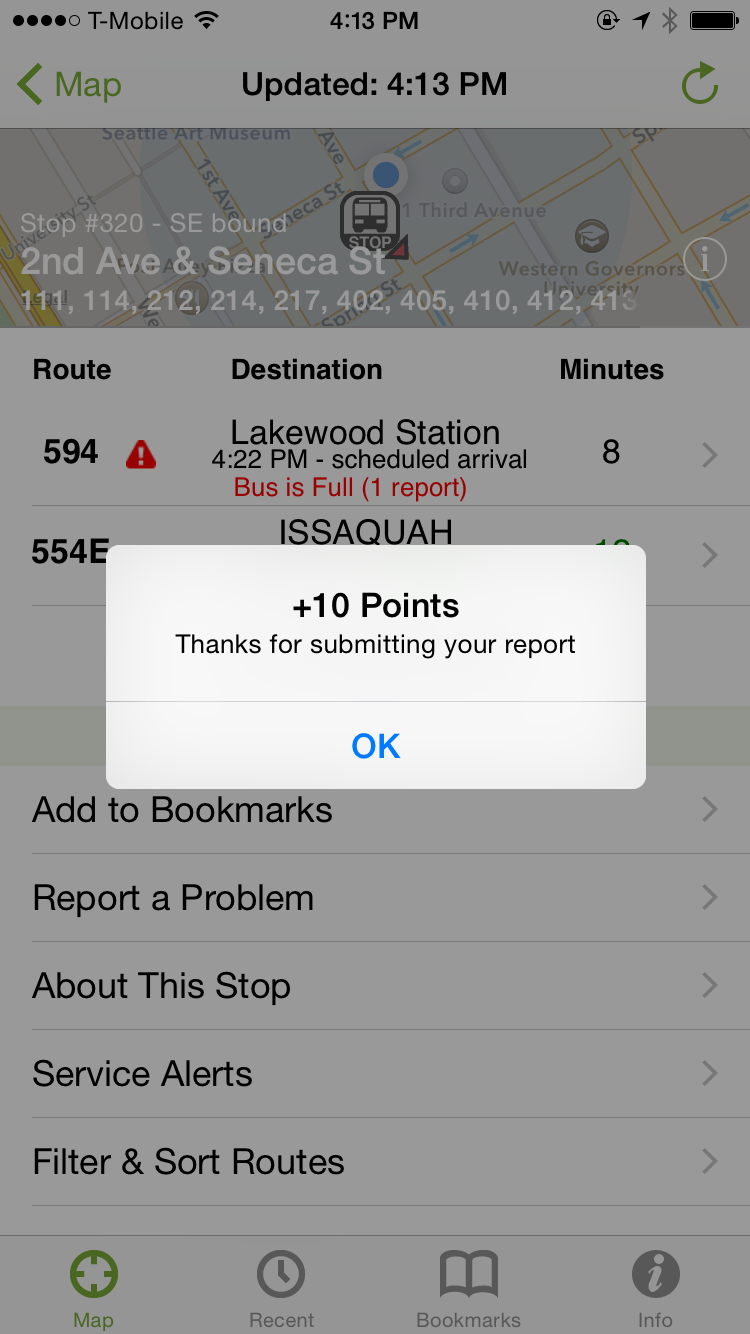 T-Mobile 4:13 PM
Map Updated: 4:13 PM
Seattle Art Museum
Ave
1st Ave
University St
Seneca St
1 Third Avenue
Stop #320 - SE bound
STOP
2nd Ave & Seneca St
Western Governors
University
111, 114, 212, 214, 217, 402, 405, 410, 412, 413
Route Destination Minutes
594 Lakewood Station 8
4:22 PM - scheduled arrival
Bus is Full (1 report)
554E ISSAQUAH
+10 Points
Thanks for submitting your report
OK
Add to Bookmarks
Report a Problem
About This Stop
Service Alerts
Filter & Sort Routes
Map Recent Bookmarks Info